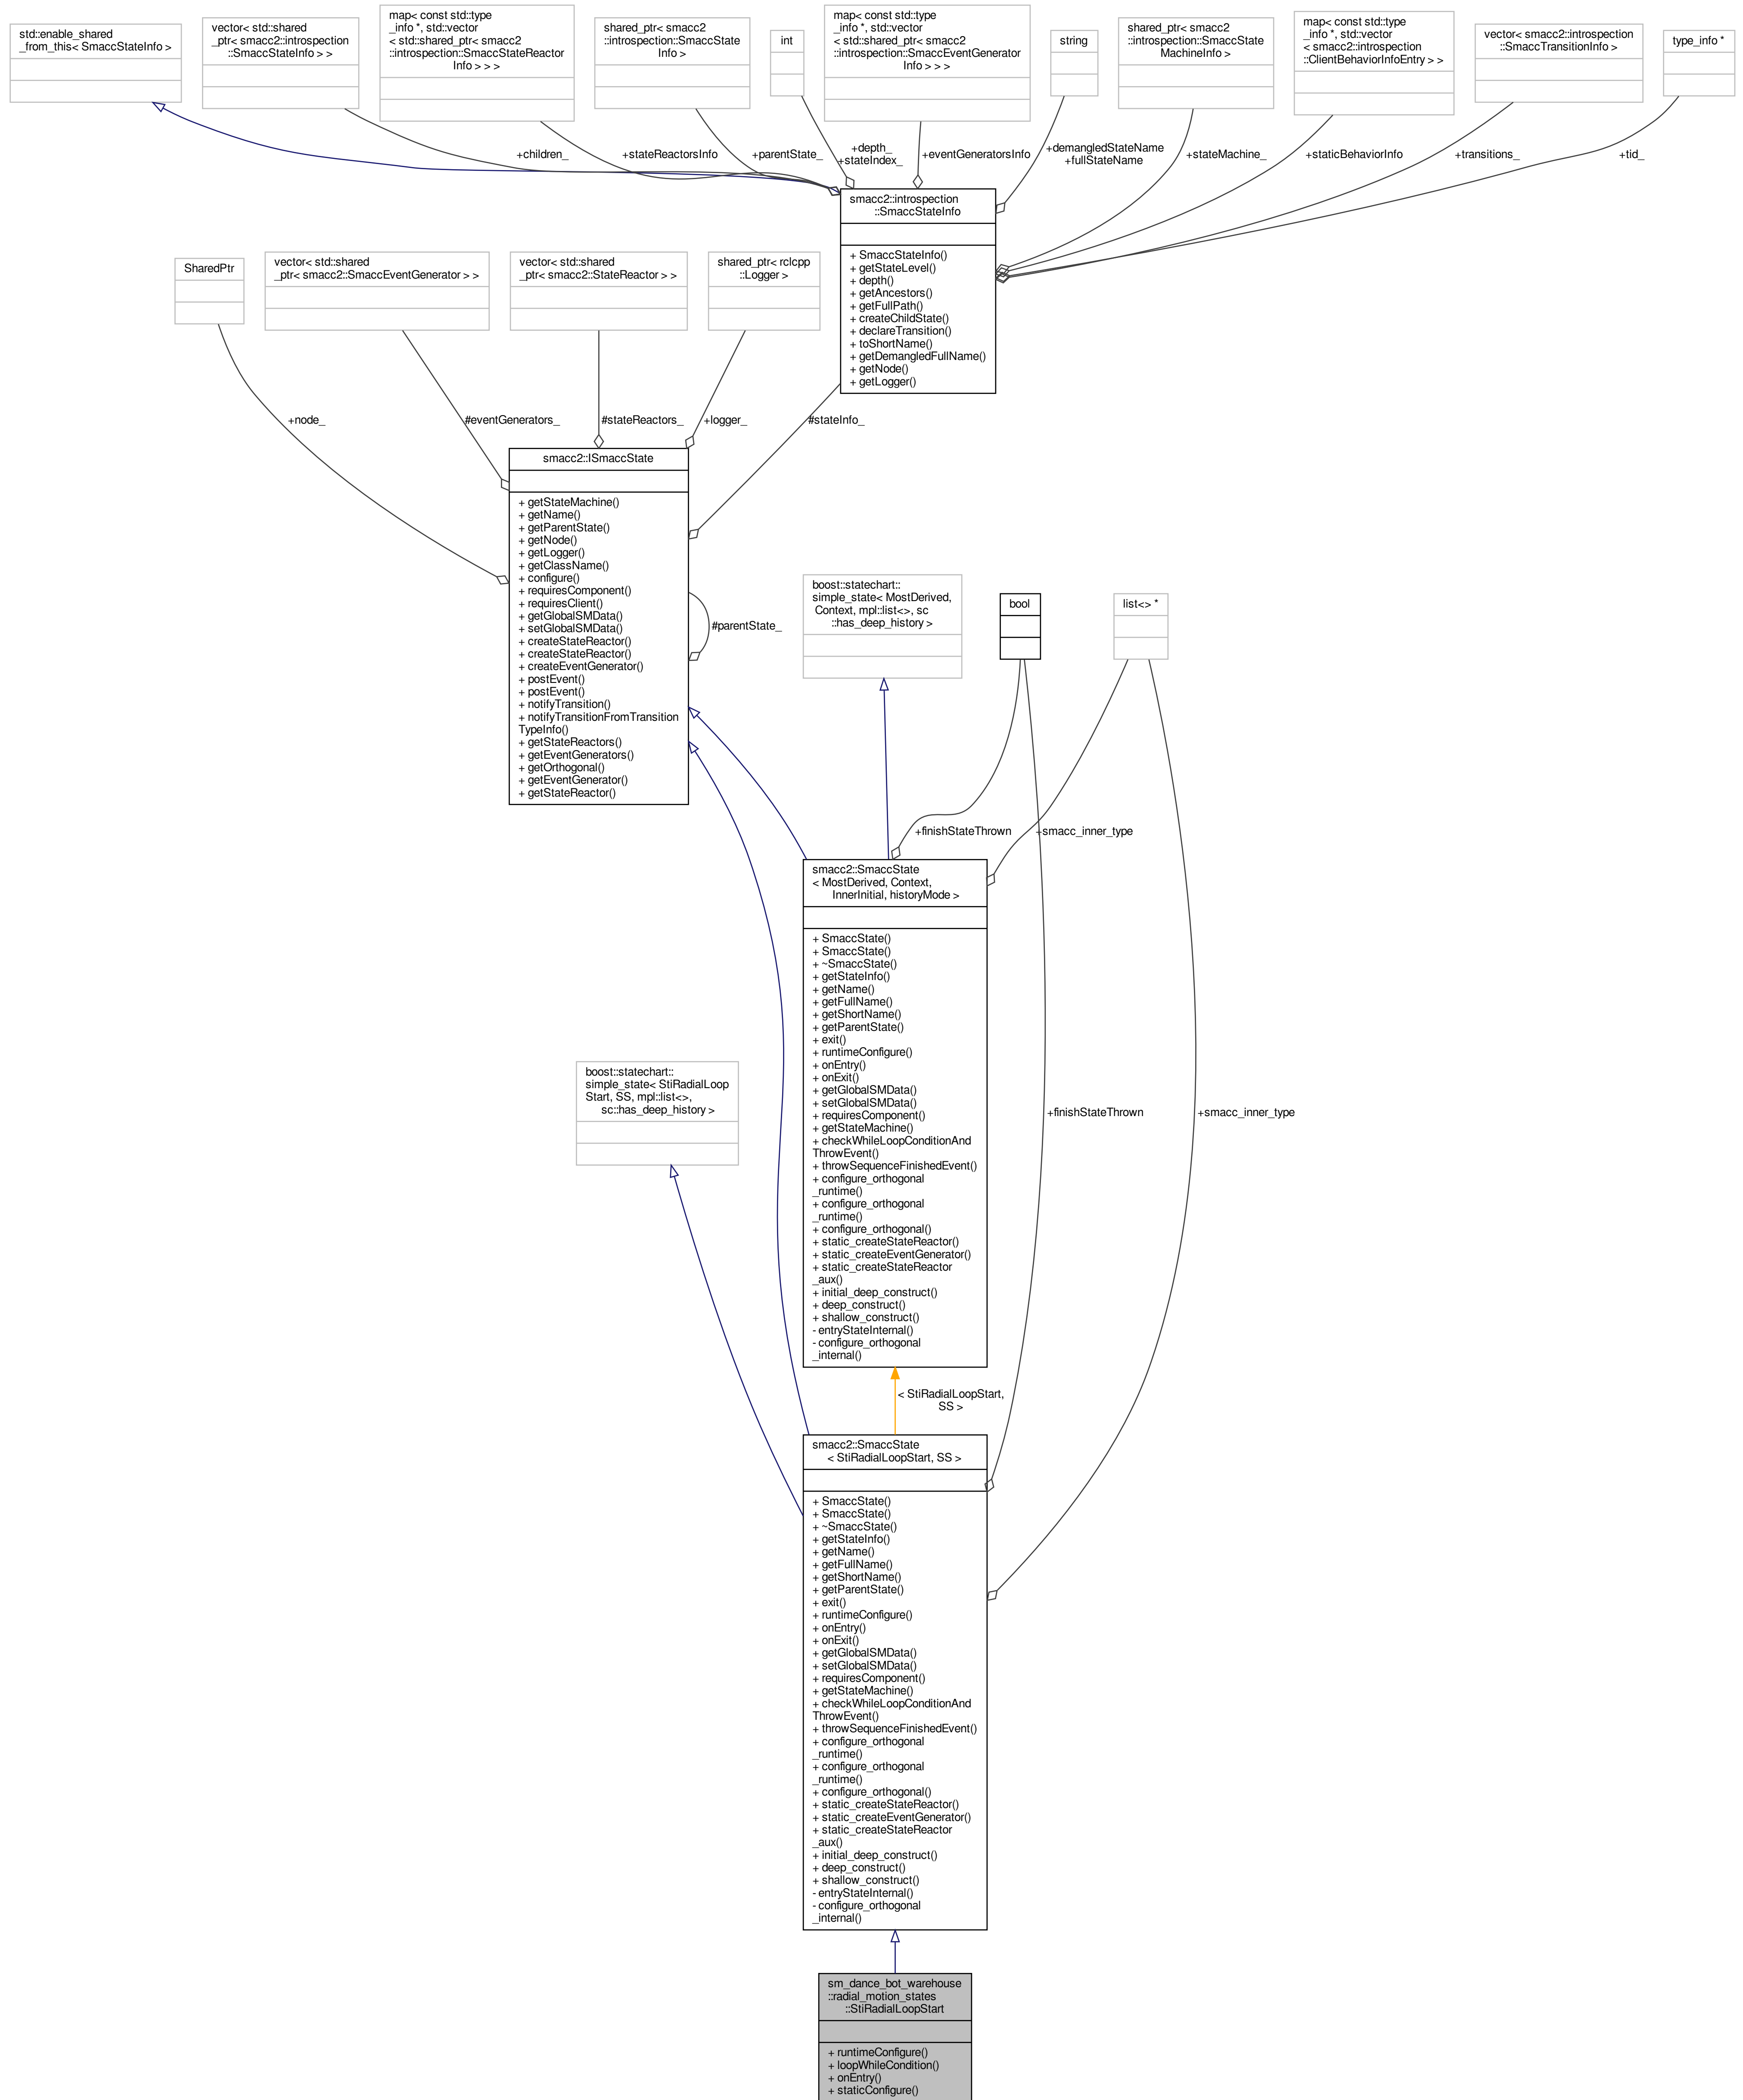 std::enable_shared
_from_this< SmaccStateInfo >
vector< std::shared
_ptr< smacc2::introspection
::SmaccStateInfo > >
map< const std::type
_info *, std::vector
< std::shared_ptr< smacc2
::introspection::SmaccStateReactor
Info > > >
shared_ptr< smacc2
::introspection::SmaccState
Info >
int
map< const std::type
_info *, std::vector
< std::shared_ptr< smacc2
::introspection::SmaccEventGenerator
Info > > >
string
shared_ptr< smacc2
::introspection::SmaccState
MachineInfo >
map< const std::type
_info *, std::vector
< smacc2::introspection
::ClientBehaviorInfoEntry > >
vector< smacc2::introspection
::SmaccTransitionInfo >
type_info *
+children_
+stateReactorsInfo
+parentState_
+depth_
+stateIndex_
+eventGeneratorsInfo
+demangledStateName
+fullStateName
+stateMachine_
+staticBehaviorInfo
+transitions_
+tid_
smacc2::introspection
::SmaccStateInfo
+ SmaccStateInfo()
+ getStateLevel()
+ depth()
+ getAncestors()
+ getFullPath()
+ createChildState()
+ declareTransition()
+ toShortName()
+ getDemangledFullName()
+ getNode()
+ getLogger()
SharedPtr
vector< std::shared
_ptr< smacc2::SmaccEventGenerator > >
vector< std::shared
_ptr< smacc2::StateReactor > >
shared_ptr< rclcpp
::Logger >
+node_
#eventGenerators_
#stateReactors_
+logger_
#stateInfo_
smacc2::ISmaccState
+ getStateMachine()
+ getName()
+ getParentState()
+ getNode()
+ getLogger()
+ getClassName()
+ configure()
+ requiresComponent()
+ requiresClient()
+ getGlobalSMData()
+ setGlobalSMData()
+ createStateReactor()
+ createStateReactor()
+ createEventGenerator()
+ postEvent()
+ postEvent()
+ notifyTransition()
+ notifyTransitionFromTransition
TypeInfo()
+ getStateReactors()
+ getEventGenerators()
+ getOrthogonal()
+ getEventGenerator()
+ getStateReactor()
#parentState_
boost::statechart::
simple_state< MostDerived,
Context, mpl::list<>, sc
::has_deep_history >
bool
list<> *
+finishStateThrown
+smacc_inner_type
smacc2::SmaccState
< MostDerived, Context,
InnerInitial, historyMode >
+ SmaccState()
+ SmaccState()
+ ~SmaccState()
+ getStateInfo()
+ getName()
+ getFullName()
+ getShortName()
+ getParentState()
+ exit()
+ runtimeConfigure()
+ onEntry()
+ onExit()
+ getGlobalSMData()
+ setGlobalSMData()
+ requiresComponent()
+ getStateMachine()
+ checkWhileLoopConditionAnd
ThrowEvent()
+ throwSequenceFinishedEvent()
+ configure_orthogonal
_runtime()
+ configure_orthogonal
_runtime()
+ configure_orthogonal()
+ static_createStateReactor()
+ static_createEventGenerator()
+ static_createStateReactor
_aux()
+ initial_deep_construct()
+ deep_construct()
+ shallow_construct()
- entryStateInternal()
- configure_orthogonal
_internal()
boost::statechart::
simple_state< StiRadialLoop
Start, SS, mpl::list<>,
sc::has_deep_history >
+finishStateThrown
+smacc_inner_type
< StiRadialLoopStart,
SS >
smacc2::SmaccState
< StiRadialLoopStart, SS >
+ SmaccState()
+ SmaccState()
+ ~SmaccState()
+ getStateInfo()
+ getName()
+ getFullName()
+ getShortName()
+ getParentState()
+ exit()
+ runtimeConfigure()
+ onEntry()
+ onExit()
+ getGlobalSMData()
+ setGlobalSMData()
+ requiresComponent()
+ getStateMachine()
+ checkWhileLoopConditionAnd
ThrowEvent()
+ throwSequenceFinishedEvent()
+ configure_orthogonal
_runtime()
+ configure_orthogonal
_runtime()
+ configure_orthogonal()
+ static_createStateReactor()
+ static_createEventGenerator()
+ static_createStateReactor
_aux()
+ initial_deep_construct()
+ deep_construct()
+ shallow_construct()
- entryStateInternal()
- configure_orthogonal
_internal()
sm_dance_bot_warehouse
::radial_motion_states
::StiRadialLoopStart
+ runtimeConfigure()
+ loopWhileCondition()
+ onEntry()
+ staticConfigure()